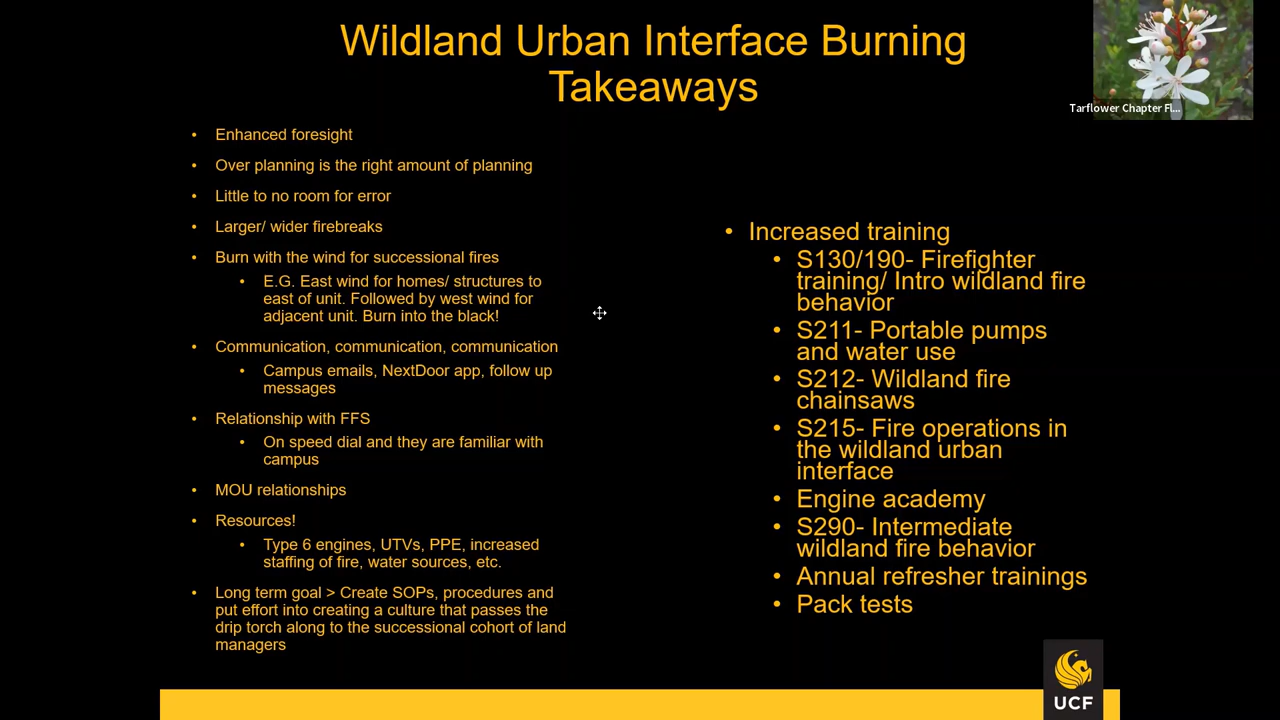 Wildland Urban Interface Burning
Takeaways
Tarflower Chapter Fl...
• Enhanced foresight
• Over planning is the right amount of planning
• Little to no room for error
• Larger/ wider firebreaks
• Burn with the wind for successional fires
• E.G. East wind for homes/ structures to
east of unit. Followed by west wind for
adjacent unit. Burn into the black!
• Communication, communication, communication
• Campus emails, NextDoor app, follow up
messages
• Relationship with FFS
• On speed dial and they are familiar with
campus
• MOU relationships
• Resources!
• Type 6 engines, UTVs, PPE, increased
staffing of fire, water sources, etc.
• Long term goal > Create SOPs, procedures and
put effort into creating a culture that passes the
drip torch along to the successional cohort of land
managers
• Increased training
• S130/190- Firefighter
training/ Intro wildland fire
behavior
• S211- Portable pumps
and water use
• S212- Wildland fire
chainsaws
• S215- Fire operations in
the wildland urban
interface
• Engine academy
• S290- Intermediate
wildland fire behavior
• Annual refresher trainings
• Pack tests
UCF